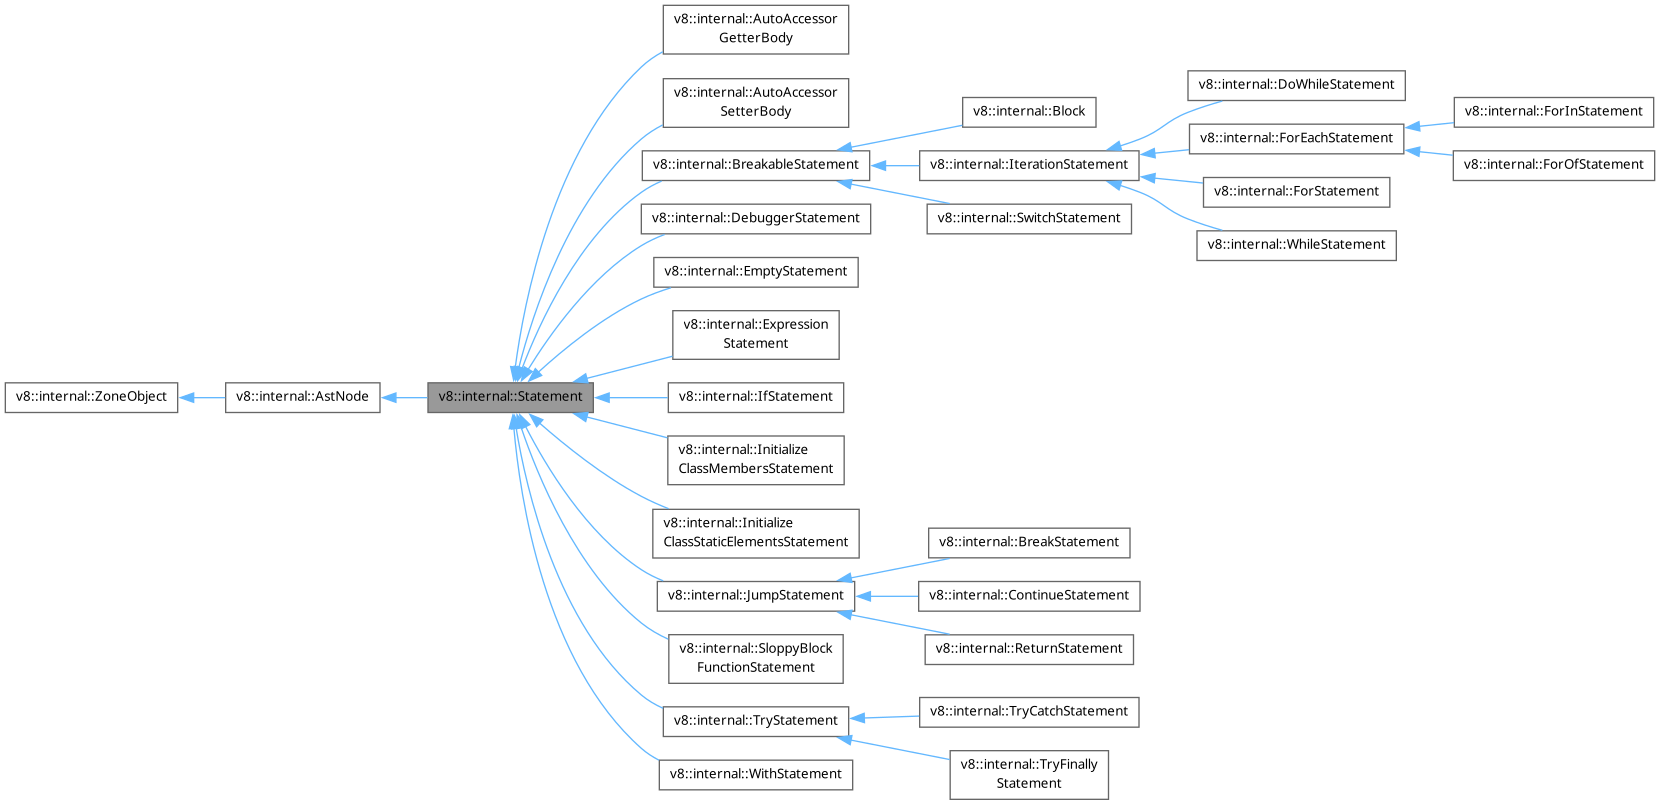 v8::internal::ZoneObject
v8::internal::AstNode
v8::internal::Statement
v8::internal::AutoAccessor
GetterBody
v8::internal::AutoAccessor
SetterBody
v8::internal::BreakableStatement
v8::internal::DebuggerStatement
v8::internal::EmptyStatement
v8::internal::Expression
Statement
v8::internal::IfStatement
v8::internal::Initialize
ClassMembersStatement
v8::internal::Initialize
ClassStaticElementsStatement
v8::internal::JumpStatement
v8::internal::SloppyBlock
FunctionStatement
v8::internal::TryStatement
v8::internal::WithStatement
v8::internal::Block
v8::internal::IterationStatement
v8::internal::SwitchStatement
v8::internal::BreakStatement
v8::internal::ContinueStatement
v8::internal::ReturnStatement
v8::internal::TryCatchStatement
v8::internal::TryFinally
Statement
v8::internal::DoWhileStatement
v8::internal::ForEachStatement
v8::internal::ForStatement
v8::internal::WhileStatement
v8::internal::ForInStatement
v8::internal::ForOfStatement